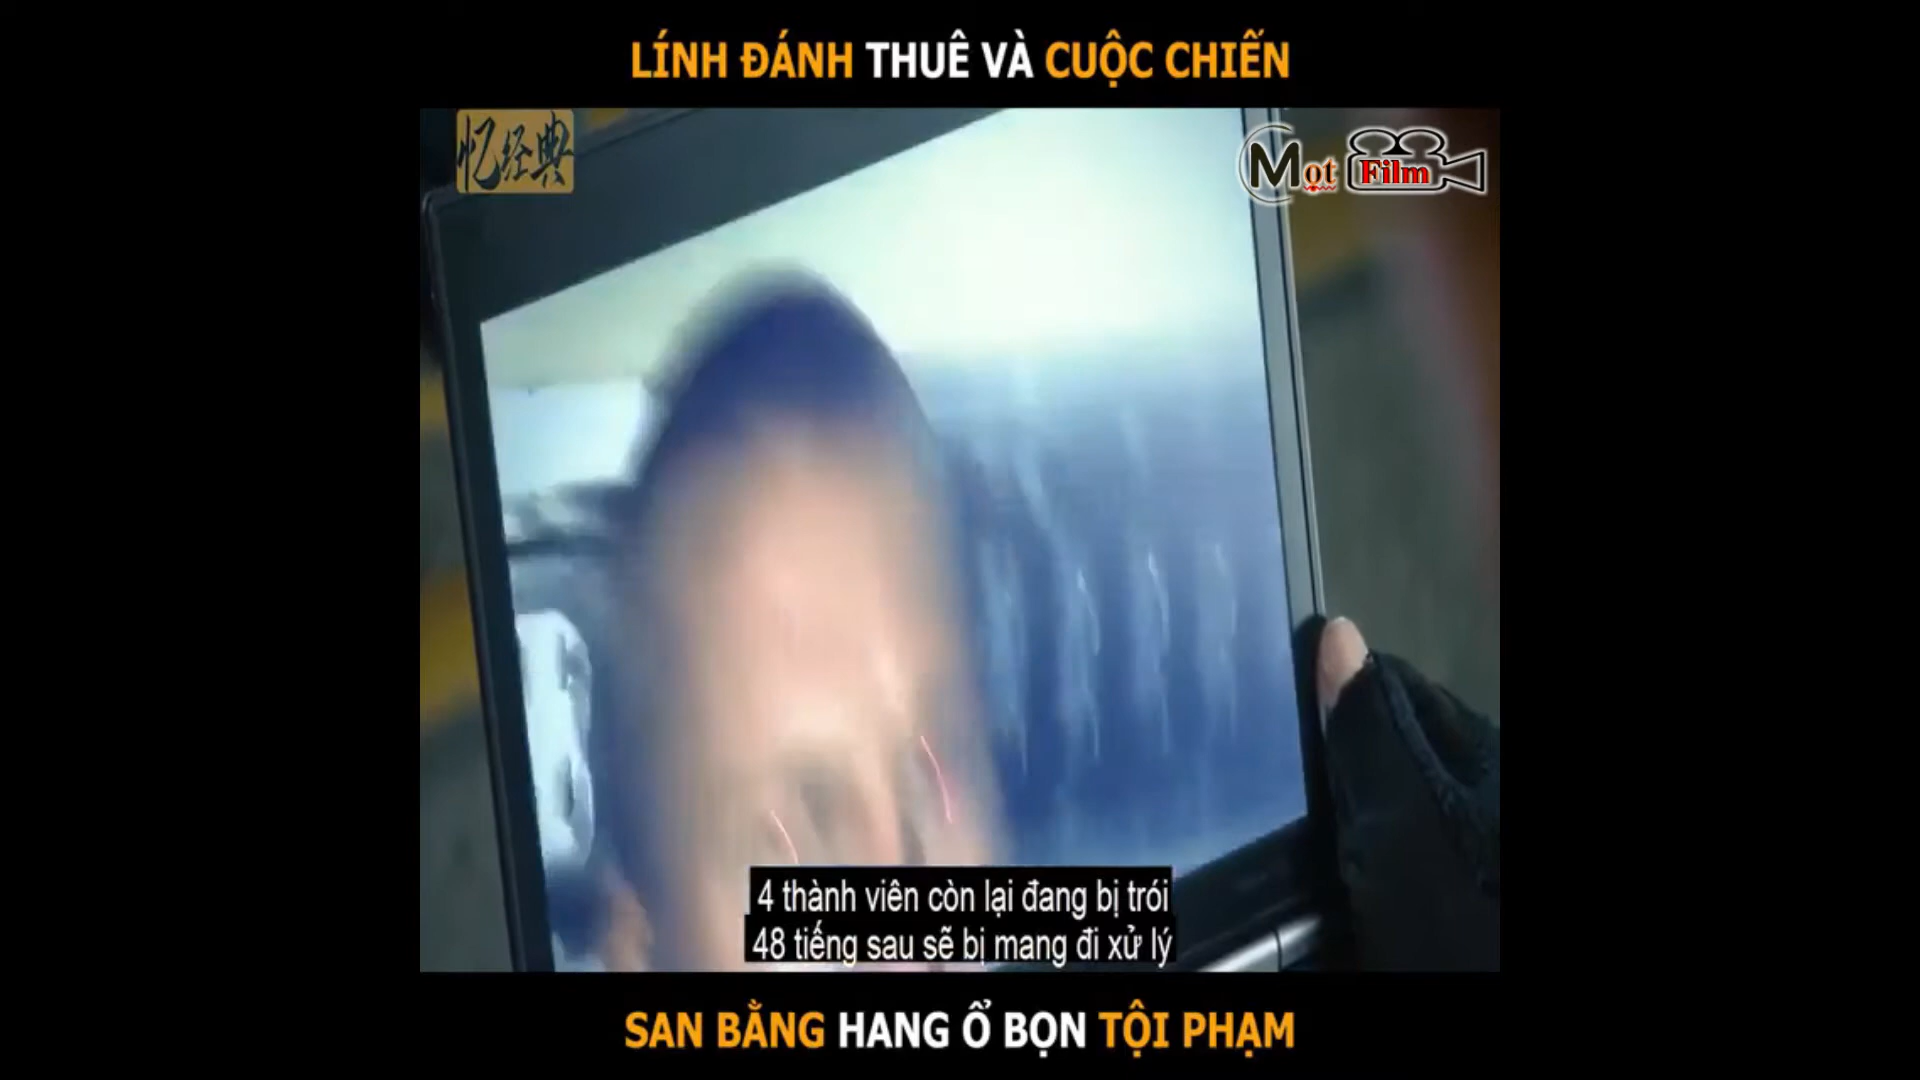 LÍNH ĐÁNH THUÊ VÀ CUỘC CHIẾN
忆经典
Mọt Film
4 thành viên còn lại đang bị trói
48 tiếng sau sẽ bị mang đi xử lý
SAN BẰNG HANG Ổ BỌN TỘI PHẠM